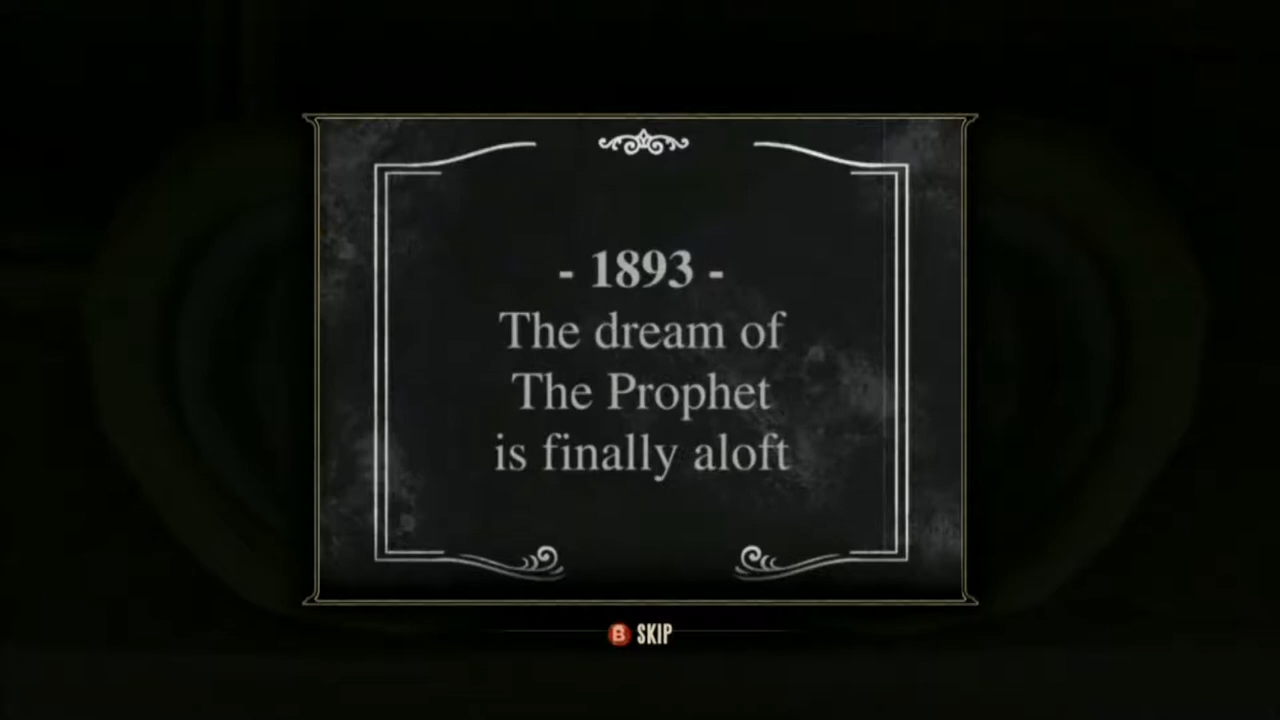 - 1893 -
The dream of
The Prophet
is finally aloft
B SKIP